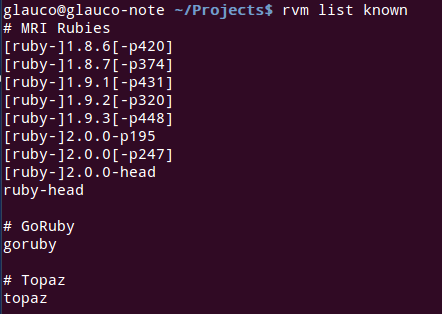 glauco@glauco-note ~/Projects$ rvm list known
# MRI Rubies
[ruby-]1.8.6[-p420]
[ruby-]1.8.7[-p374]
[ruby-]1.9.1[-p431]
[ruby-]1.9.2[-p320]
[ruby-]1.9.3[-p448]
[ruby-]2.0.0-p195
[ruby-]2.0.0[-p247]
[ruby-]2.0.0-head
ruby-head
# GoRuby
goruby
# Topaz
topaz